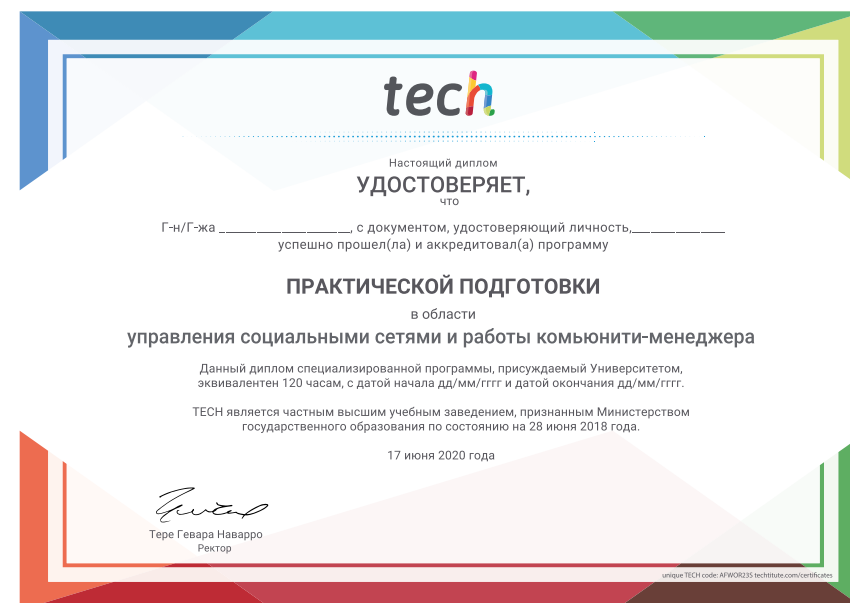 tech
Настоящий диплом
УДОСТОВЕРЯЕТ,
что
Г-н/Г-жа ____________________, с документом, удостоверяющий личность,______________
успешно прошел(ла) и аккредитовал(а) программу
ПРАКТИЧЕСКОЙ ПОДГОТОВКИ
в области
управления социальными сетями и работы комьюнити-менеджера
Данный диплом специализированной программы, присуждаемый Университетом,
эквивалентен 120 часам, с датой начала дд/мм/гггг и датой окончания дд/мм/гггг.
TECH является частным высшим учебным заведением, признанным Министерством
государственного образования по состоянию на 28 июня 2018 года.
17 июня 2020 года
Тере Гевара Наварро
Ректор
unique TECH code: AFWOR23S techtitute.com/certificates